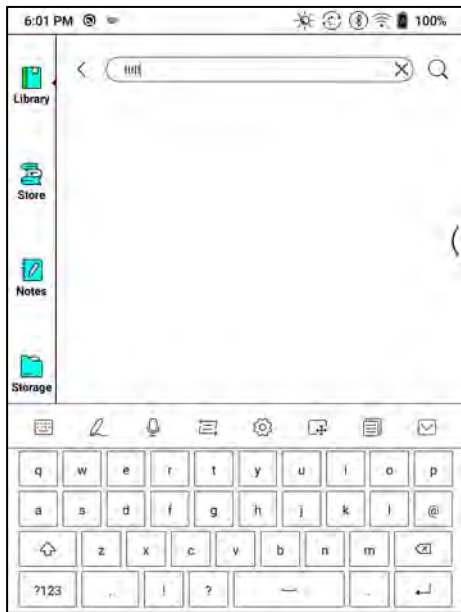 6:01 PM 100%
Library
Store
Notes
Storage
q w e r t y u i o p
a s d f g h j k l @
z x c v b n m
?123 , ! ? .